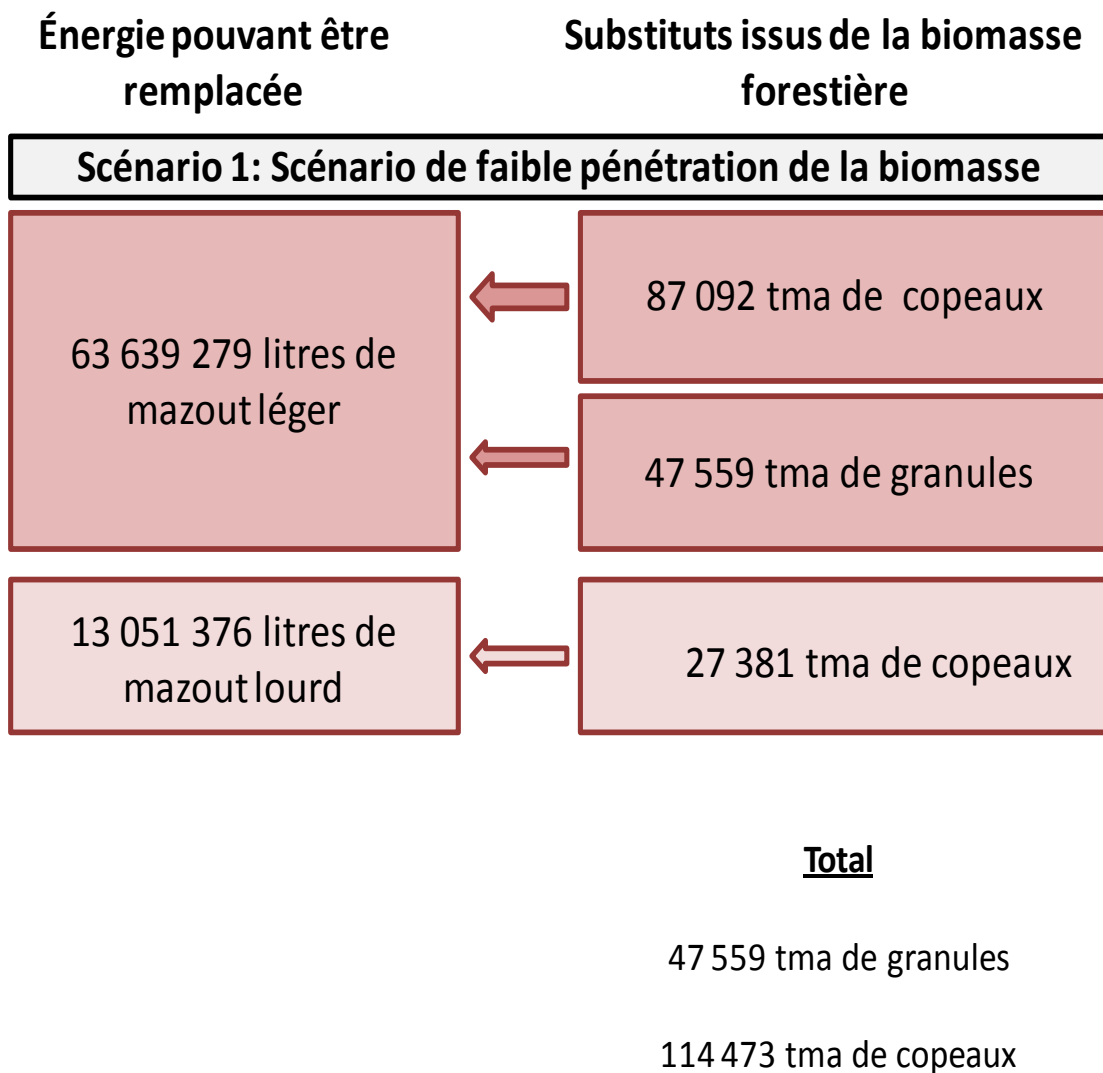 Énergie pouvant être
remplacée
Substituts issus de la biomasse
forestière
Scénario 1: Scénario de faible pénétration de la biomasse
63 639 279 litres de
mazout léger
87 092 tma de copeaux
47 559 tma de granules
13 051 376 litres de
mazout lourd
27 381 tma de copeaux
Total
47 559 tma de granules
114 473 tma de copeaux